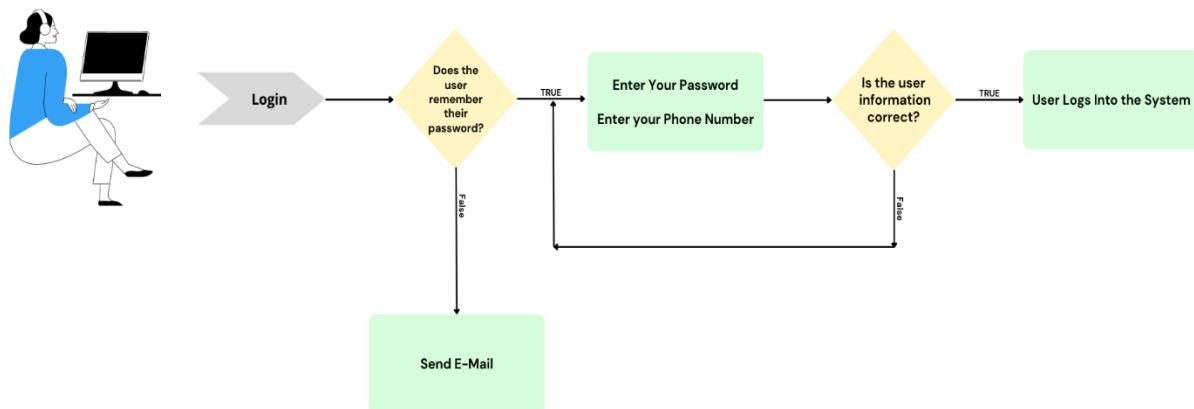 Login
Does the
user
remember
their
password?
TRUE
Enter Your Password
Enter your Phone Number
Is the user
information
correct?
TRUE
User Logs Into the System
False
False
Send E-Mail